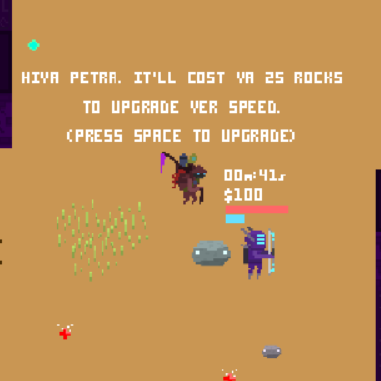 HIYA PETRA. IT'LL COST YA 25 ROCKS
TO UPGRADE YER SPEED.
(PRESS SPACE TO UPGRADE)
00m:41s
$100